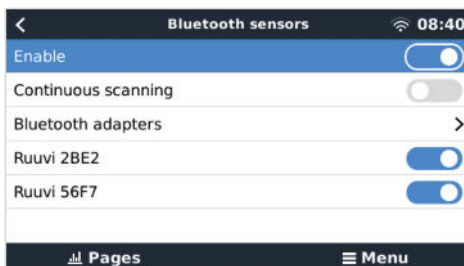 Bluetooth sensors 08:40
Enable
Continuous scanning
Bluetooth adapters
Ruuvi 2BE2
Ruuvi 56F7
Pages Menu